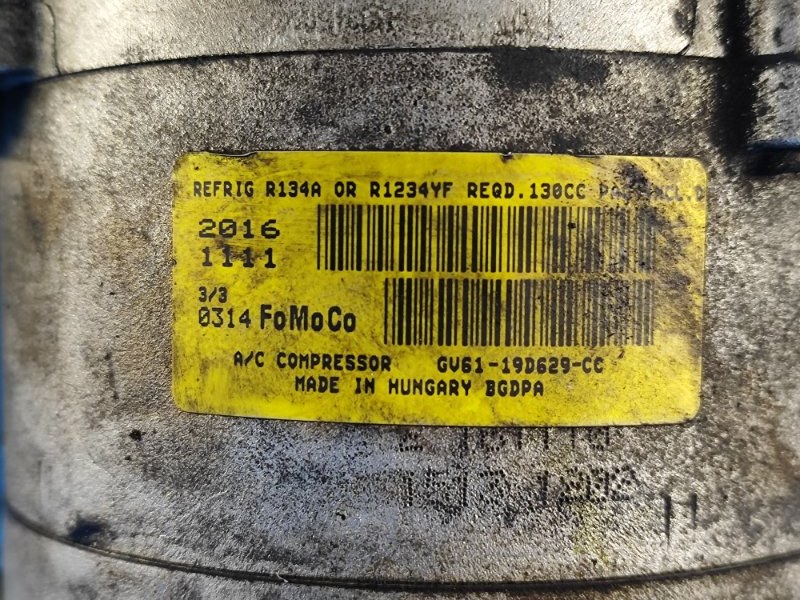 REFRIG R134A OR R1234YF REQD.130CC
2016
1111
3/3
0314 FoMoCo
A/C COMPRESSOR GV61-19D629-CC
MADE IN HUNGARY BGDPA